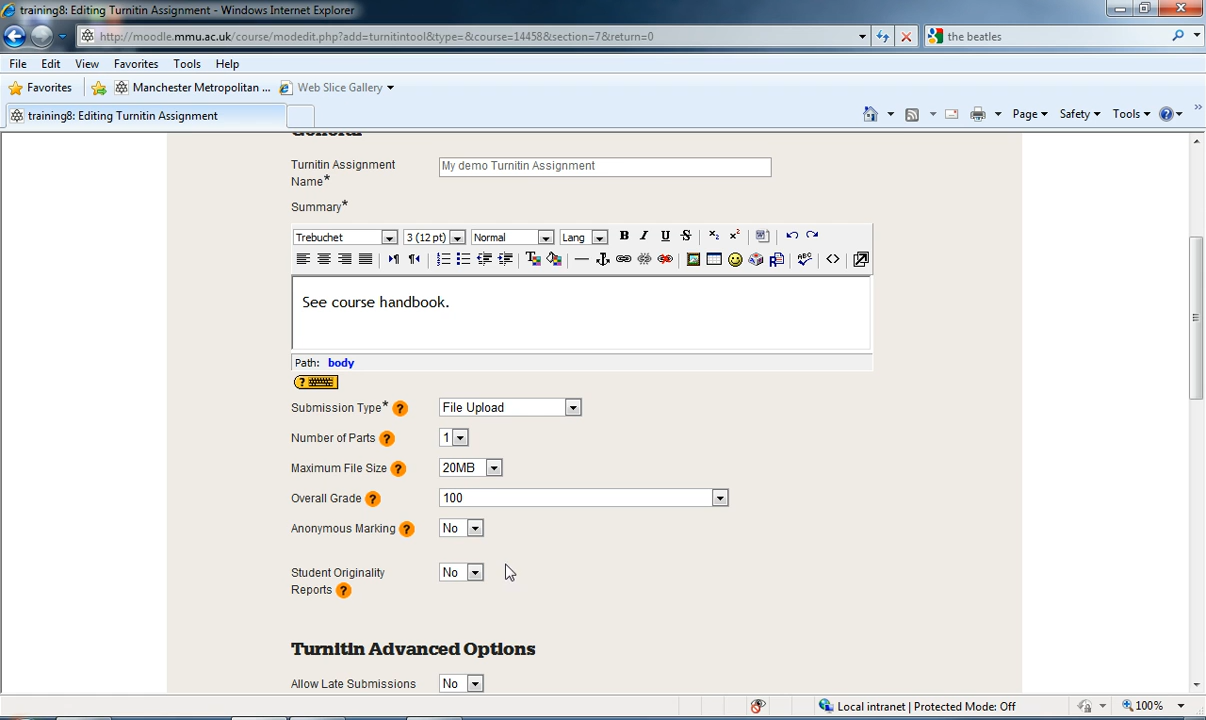 training8: Editing Turnitin Assignment - Windows Internet Explorer
http://moodle.mmu.ac.uk/course/modedit.php?add=turnitintool&type=&course=14458&section=7&return=0
the beatles
File Edit View Favorites Tools Help
Favorites Manchester Metropolitan ... Web Slice Gallery
training8: Editing Turnitin Assignment
Page Safety Tools
General
Turnitin Assignment
Name*
My demo Turnitin Assignment
Summary*
Trebuchet 3 (12 pt) Normal Lang B I U S
See course handbook.
Path: body
Submission Type* ? File Upload
Number of Parts ? 1
Maximum File Size ? 20MB
Overall Grade ? 100
Anonymous Marking ? No
Student Originality
Reports ?
No
Turnitin Advanced Options
Allow Late Submissions No
Local intranet | Protected Mode: Off 100%